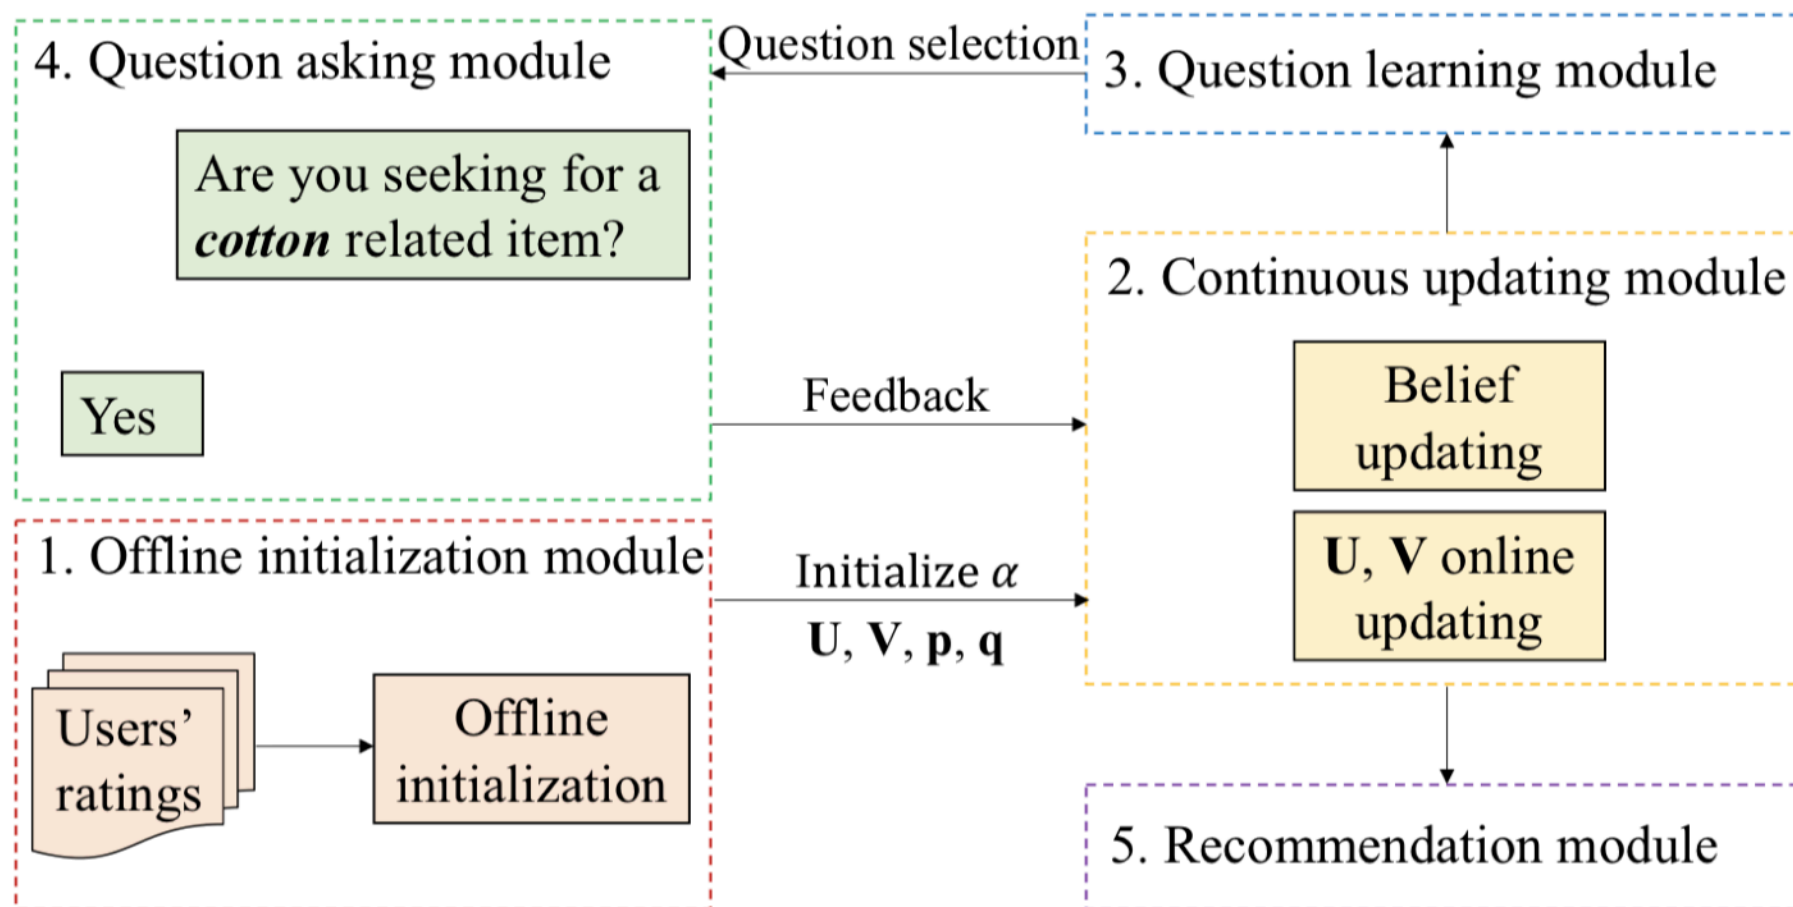 4. Question asking module
Are you seeking for a
cotton related item?
Yes
Question selection
3. Question learning module
Feedback
2. Continuous updating module
Belief
updating
U, V online
updating
1. Offline initialization module
Users’
ratings
Offline
initialization
Initialize α
U, V, p, q
5. Recommendation module